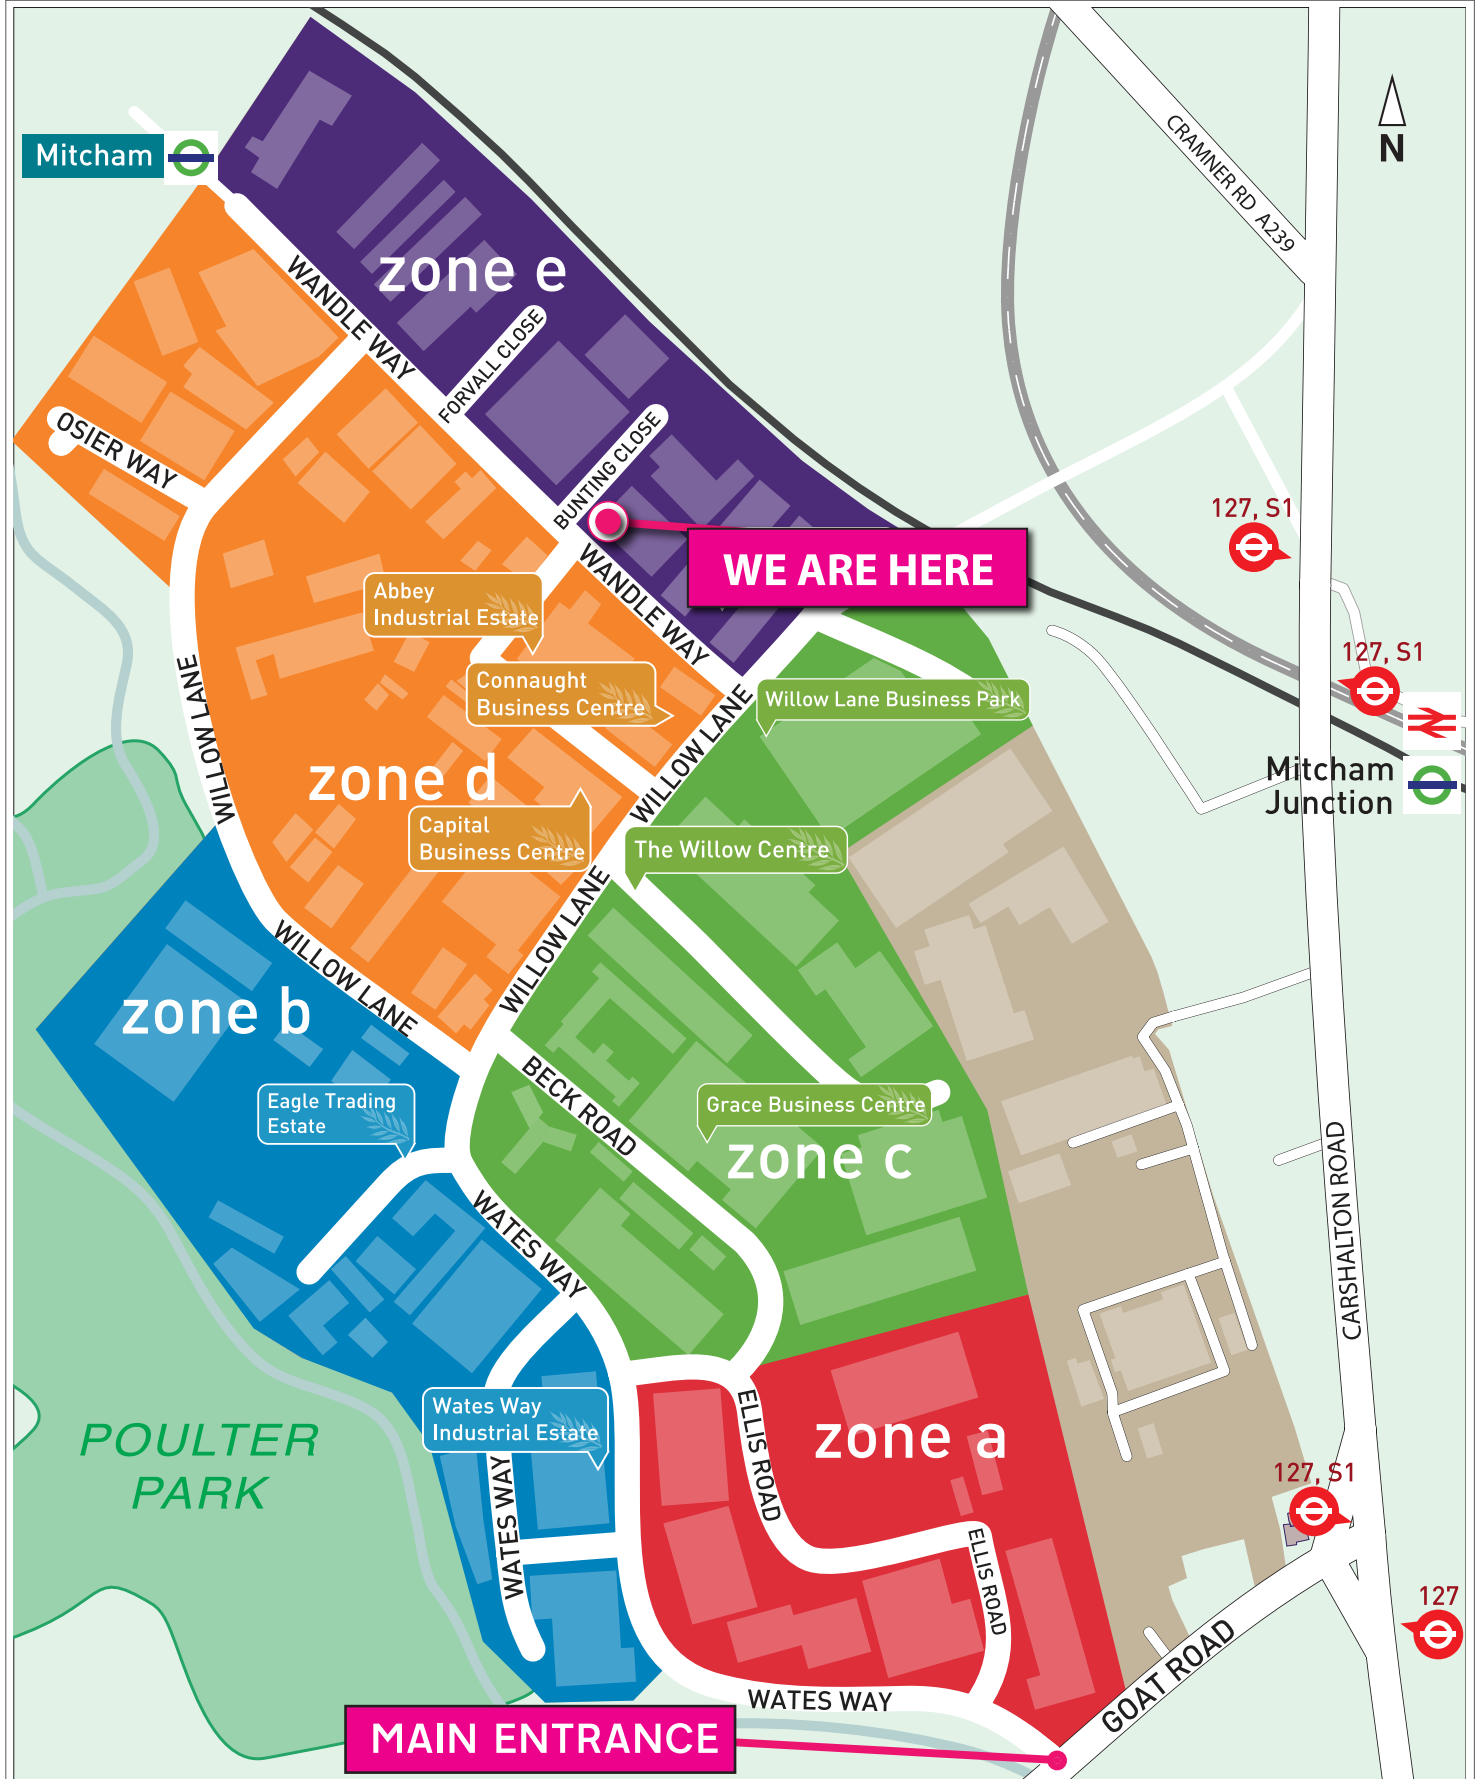 CRAMNER RD A239
N
Mitcham
zone e
WANDLE WAY
FORVALL CLOSE
OSIER WAY
BUNTING CLOSE
127, S1
WE ARE HERE
WANDLE WAY
Abbey
Industrial Estate
127, S1
WILLOW LANE
Connaught
Business Centre
WILLOW LANE
Willow Lane Business Park
zone d
Mitcham
Junction
Capital
Business Centre
The Willow Centre
WILLOW LANE
WILLOW LANE
zone b
BECK ROAD
Eagle Trading
Estate
Grace Business Centre
zone c
CARSHALTON ROAD
WATES WAY
Wates Way
Industrial Estate
ELLIS ROAD
zone a
POULTER
PARK
127, S1
WATES WAY
ELLIS ROAD
127
GOAT ROAD
WATES WAY
MAIN ENTRANCE